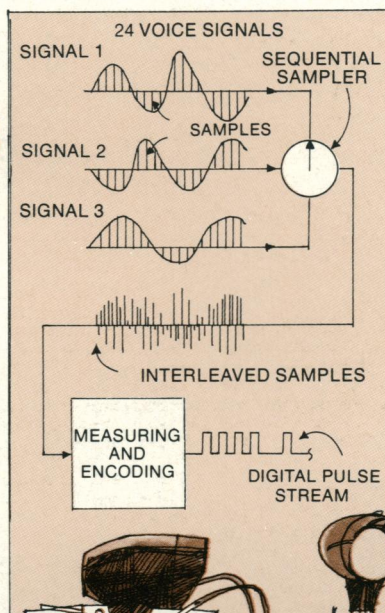 24 VOICE SIGNALS
SIGNAL 1
SEQUENTIAL
SAMPLER
SAMPLES
SIGNAL 2
SIGNAL 3
INTERLEAVED SAMPLES
MEASURING
AND
ENCODING
DIGITAL PULSE
STREAM